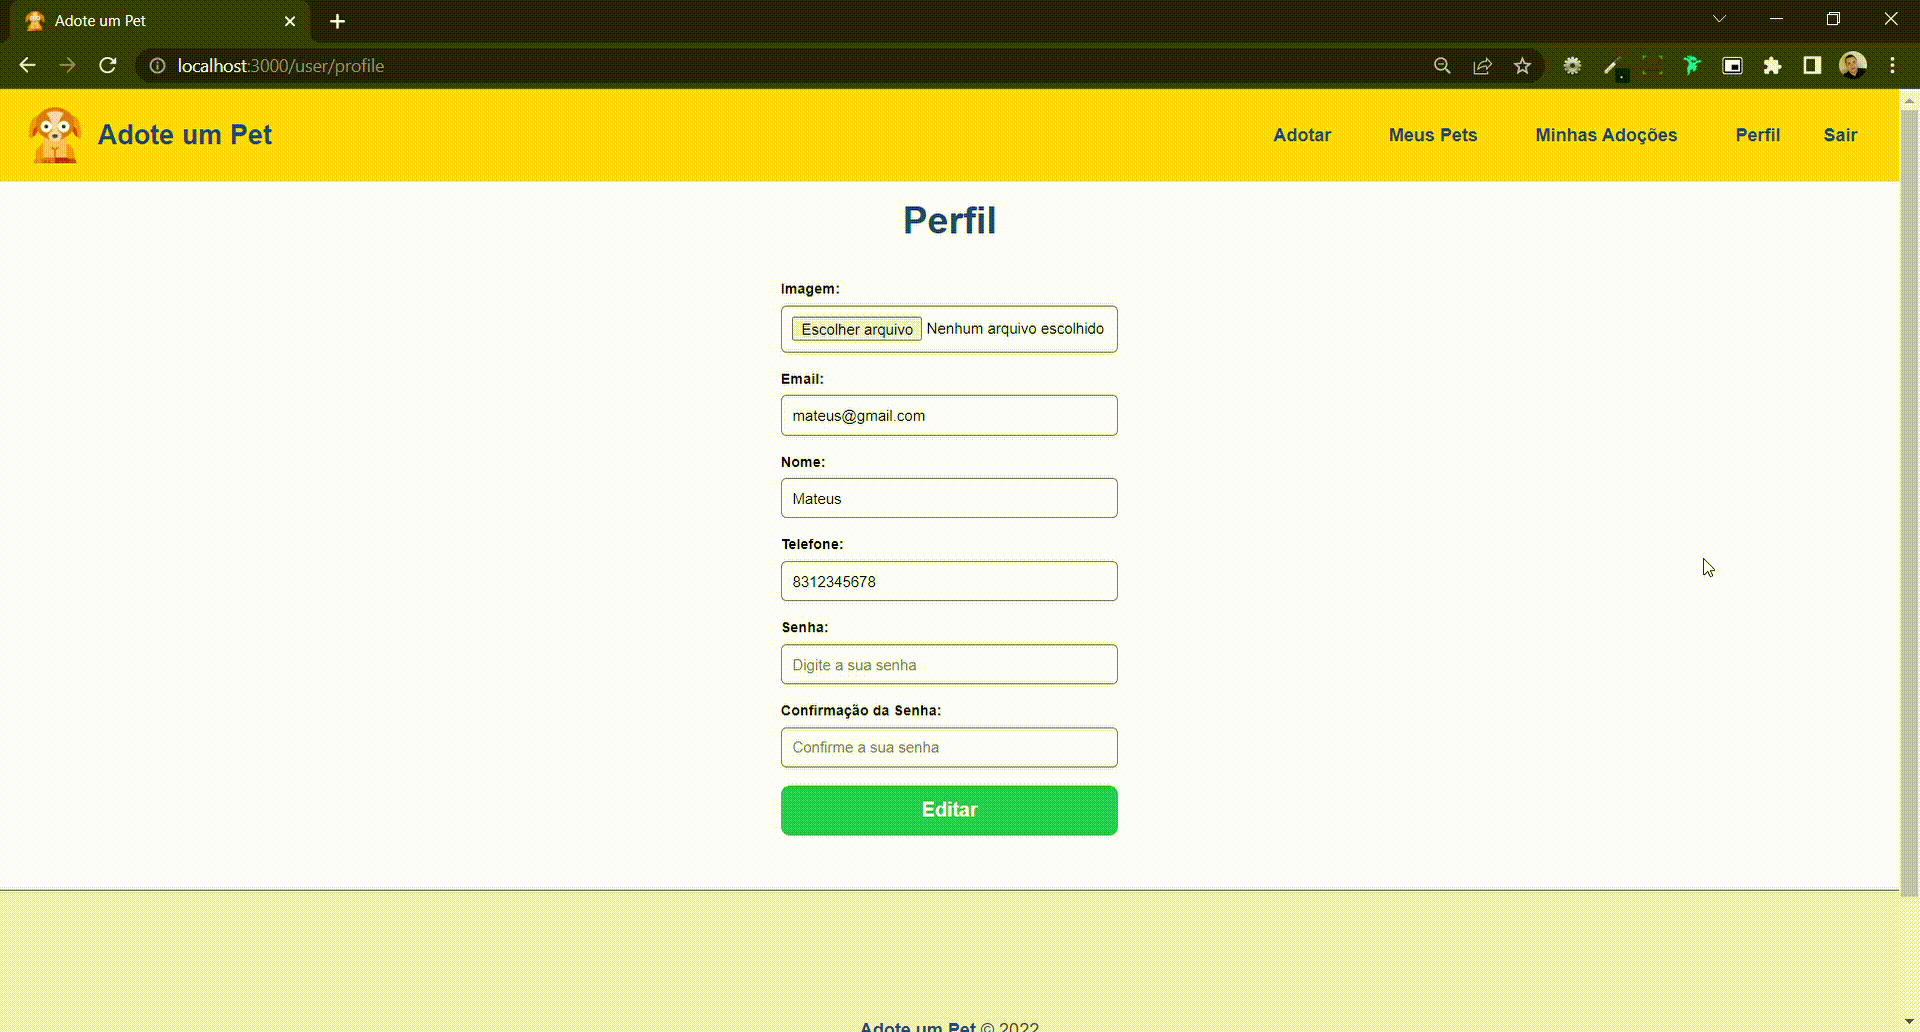 Adote um Pet
localhost:3000/user/profile
Adote um Pet
Adotar Meus Pets Minhas Adoções Perfil Sair
Perfil
Imagem:
Escolher arquivo Nenhum arquivo escolhido
Email:
mateus@gmail.com
Nome:
Mateus
Telefone:
8312345678
Senha:
Digite a sua senha
Confirmação da Senha:
Confirme a sua senha
Editar
Adote um Pet © 2022